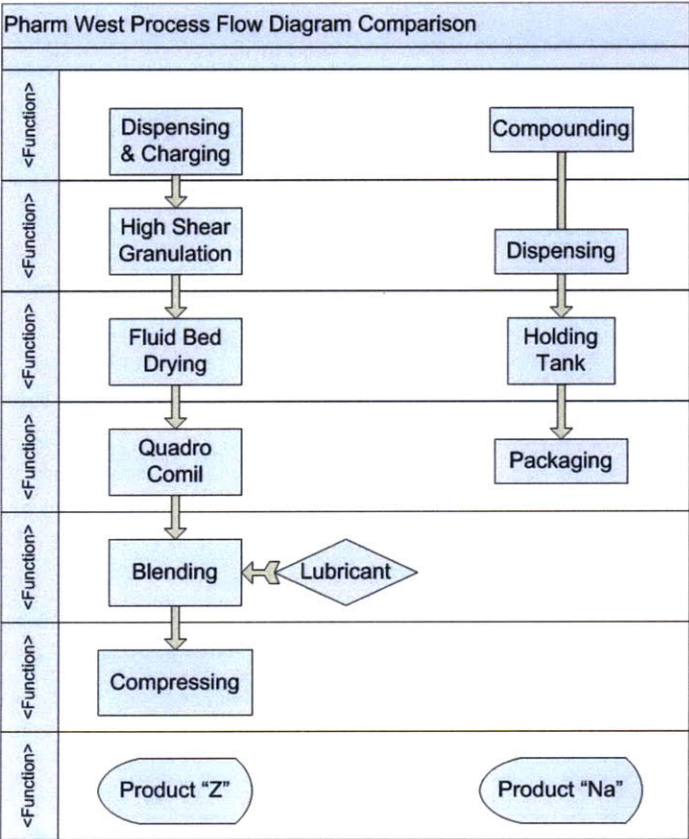 Pharm West Process Flow Diagram Comparison
<Function>
Dispensing
& Charging
Compounding
<Function>
High Shear
Granulation
Dispensing
<Function>
Fluid Bed
Drying
Holding
Tank
<Function>
Quadro
Comil
Packaging
<Function>
Blending
Lubricant
<Function>
Compressing
<Function>
Product “Z”
Product “Na”